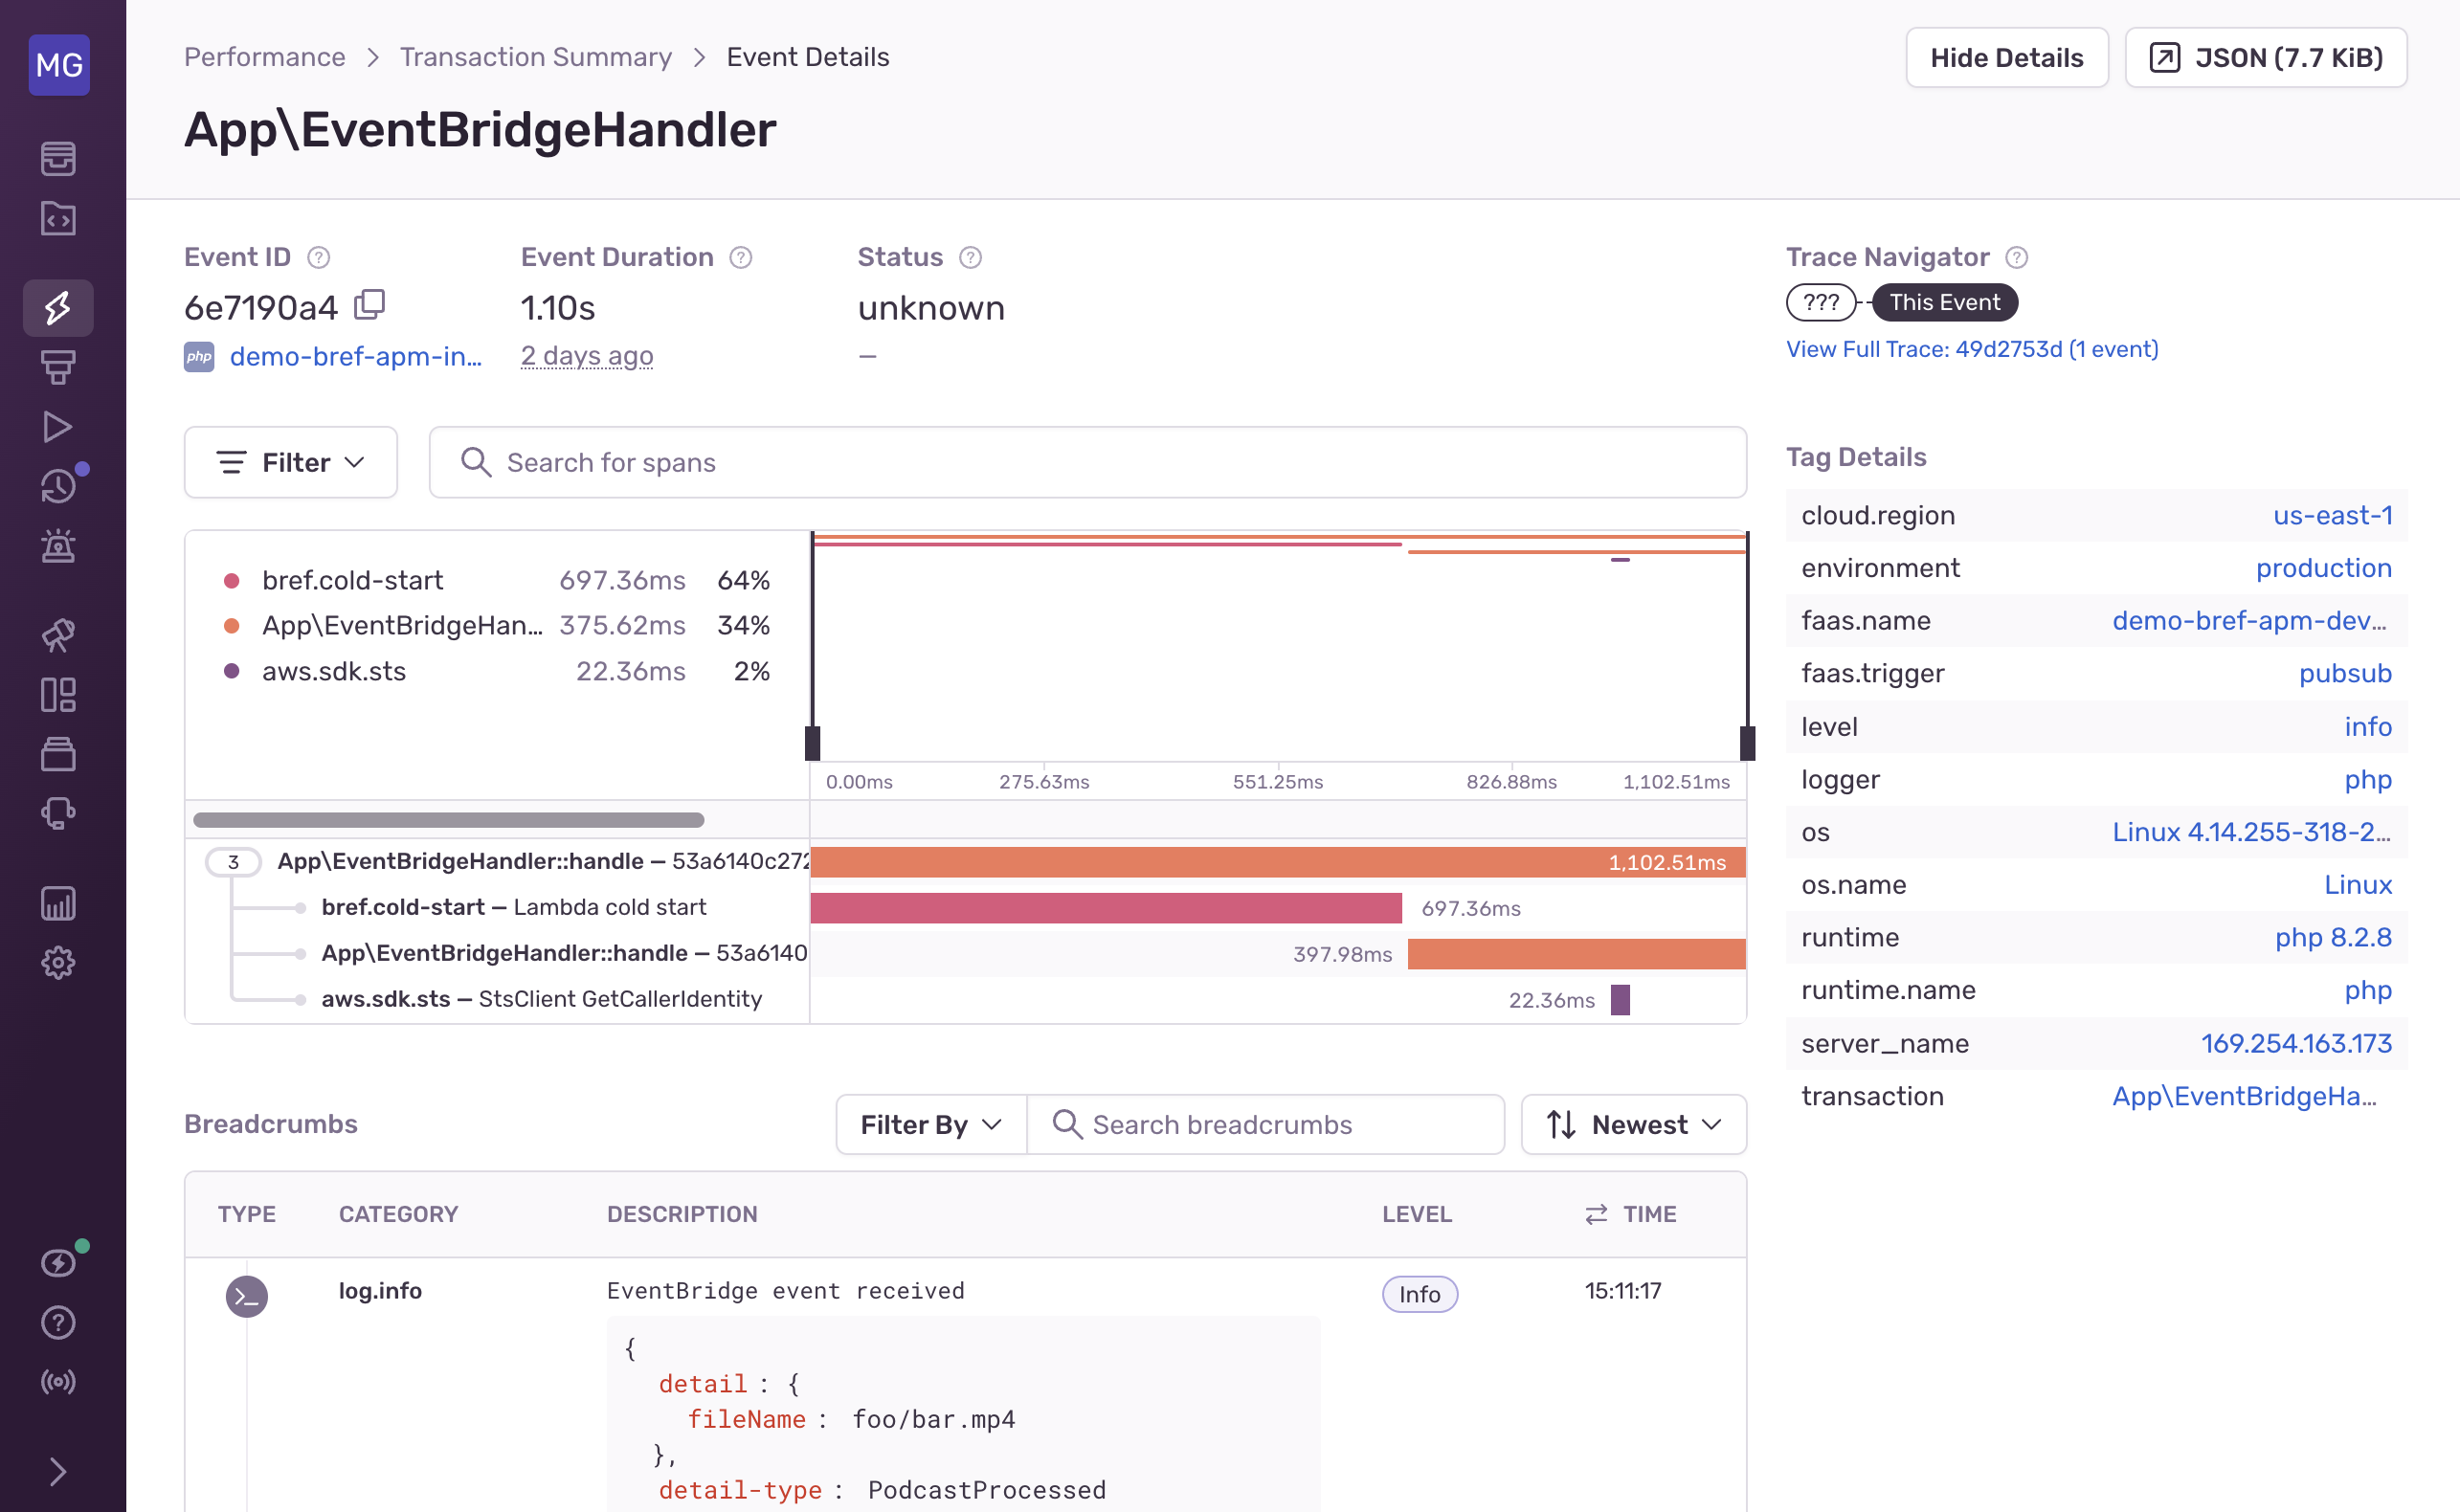 MG
Performance > Transaction Summary > Event Details
Hide Details
JSON (7.7 KiB)
App\EventBridgeHandler
Event ID ?
6e7190a4
php demo-bref-apm-in…
Event Duration ?
1.10s
2 days ago
Status ?
unknown
—
Trace Navigator ?
??? This Event
View Full Trace: 49d2753d (1 event)
Filter
Search for spans
bref.cold-start 697.36ms 64%
App\EventBridgeHan… 375.62ms 34%
aws.sdk.sts 22.36ms 2%
0.00ms 275.63ms 551.25ms 826.88ms 1,102.51ms
3 App\EventBridgeHandler::handle — 53a6140c272 1,102.51ms
bref.cold-start — Lambda cold start 697.36ms
App\EventBridgeHandler::handle — 53a6140 397.98ms
aws.sdk.sts — StsClient GetCallerIdentity 22.36ms
Tag Details
cloud.region us-east-1
environment production
faas.name demo-bref-apm-dev…
faas.trigger pubsub
level info
logger php
os Linux 4.14.255-318-2…
os.name Linux
runtime php 8.2.8
runtime.name php
server_name 169.254.163.173
transaction App\EventBridgeHa…
Breadcrumbs
Filter By
Search breadcrumbs
Newest
TYPE CATEGORY DESCRIPTION LEVEL TIME
log.info EventBridge event received Info 15:11:17
{
detail : {
fileName : foo/bar.mp4
},
detail-type : PodcastProcessed